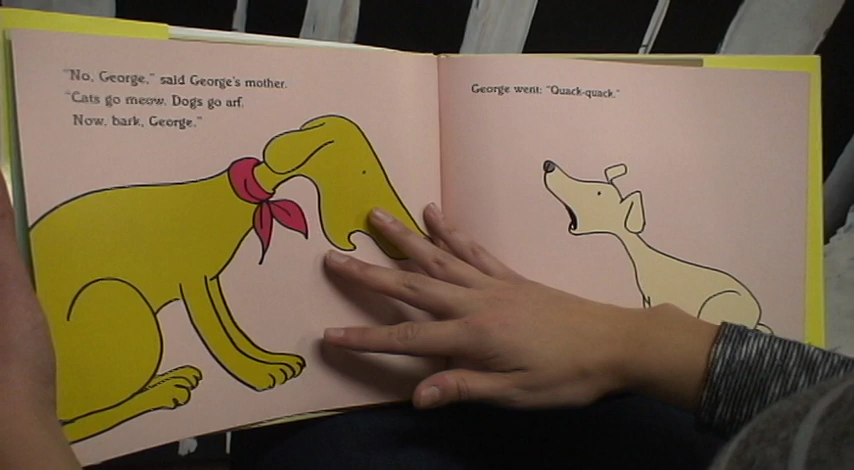 "No, George," said George's mother.
"Cats go meow. Dogs go arf.
Now, bark, George."
George went: "Quack-quack."